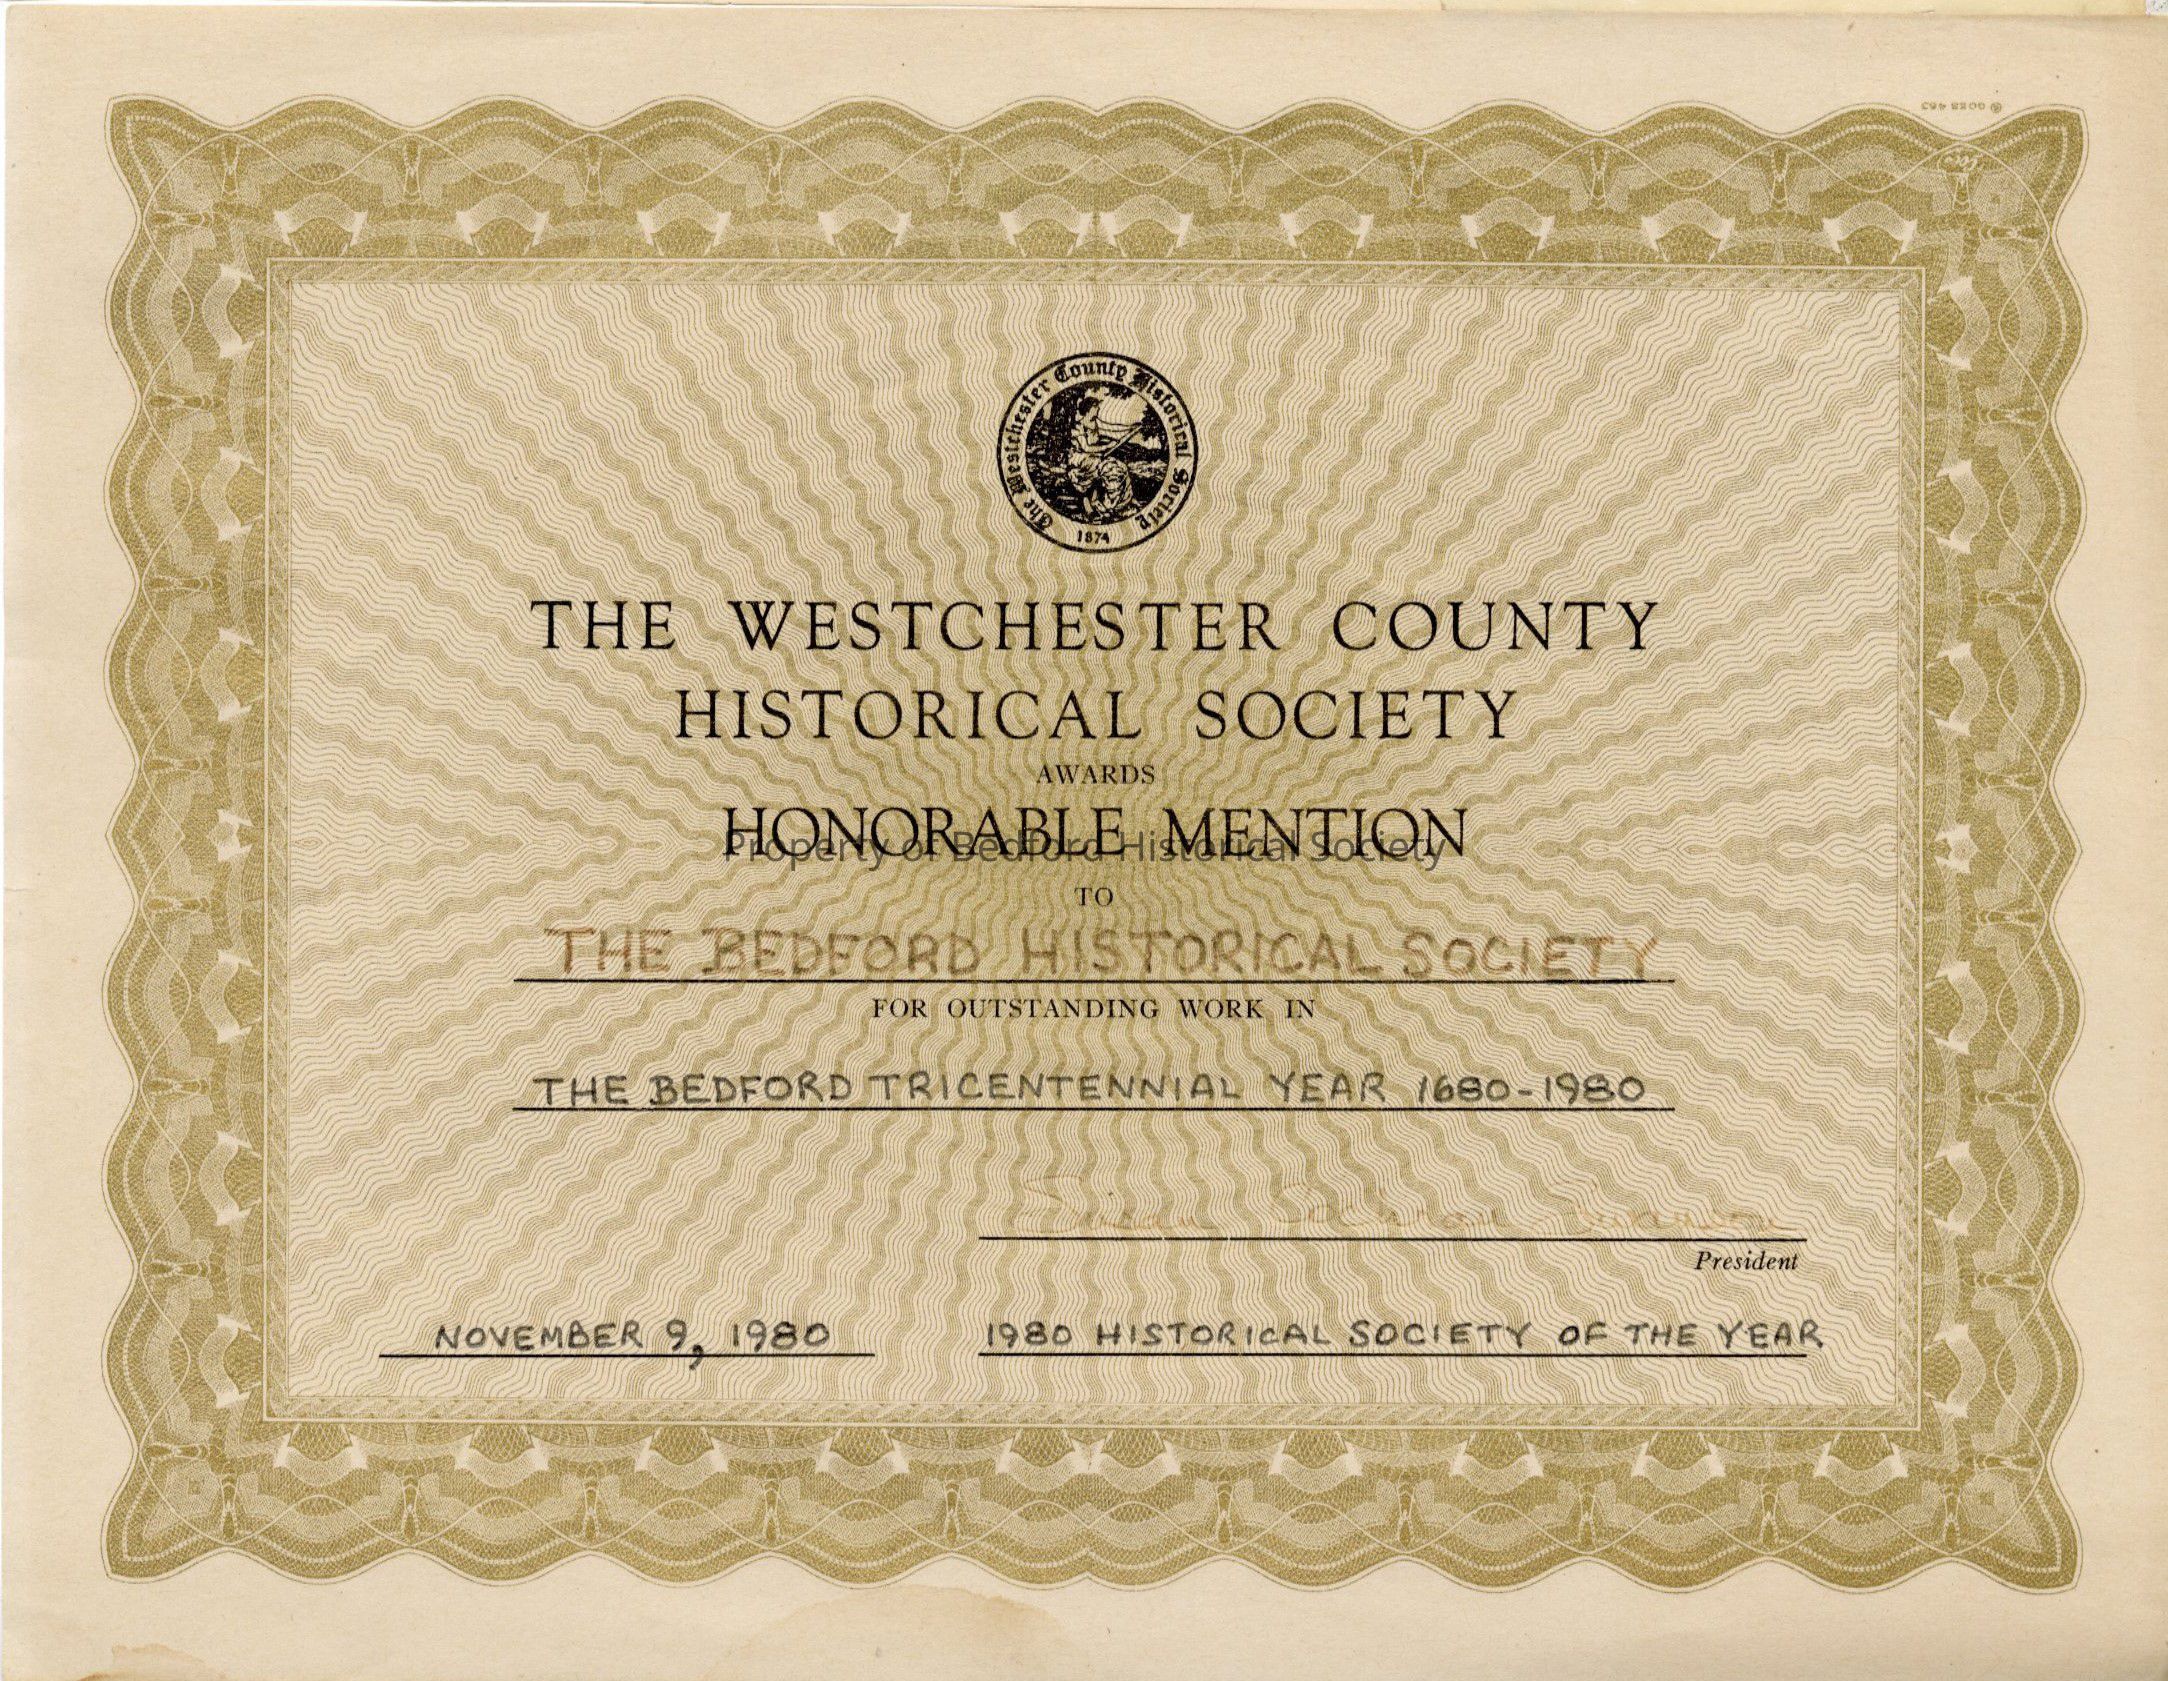 The Westchester County Historical Society
1874
THE WESTCHESTER COUNTY
HISTORICAL SOCIETY
AWARDS
HONORABLE MENTION
Property of Bedford Historical Society
TO
THE BEDFORD HISTORICAL SOCIETY
FOR OUTSTANDING WORK IN
THE BEDFORD TRICENTENNIAL YEAR 1680-1980
Susan Swanson
President
NOVEMBER 9, 1980
1980 HISTORICAL SOCIETY OF THE YEAR